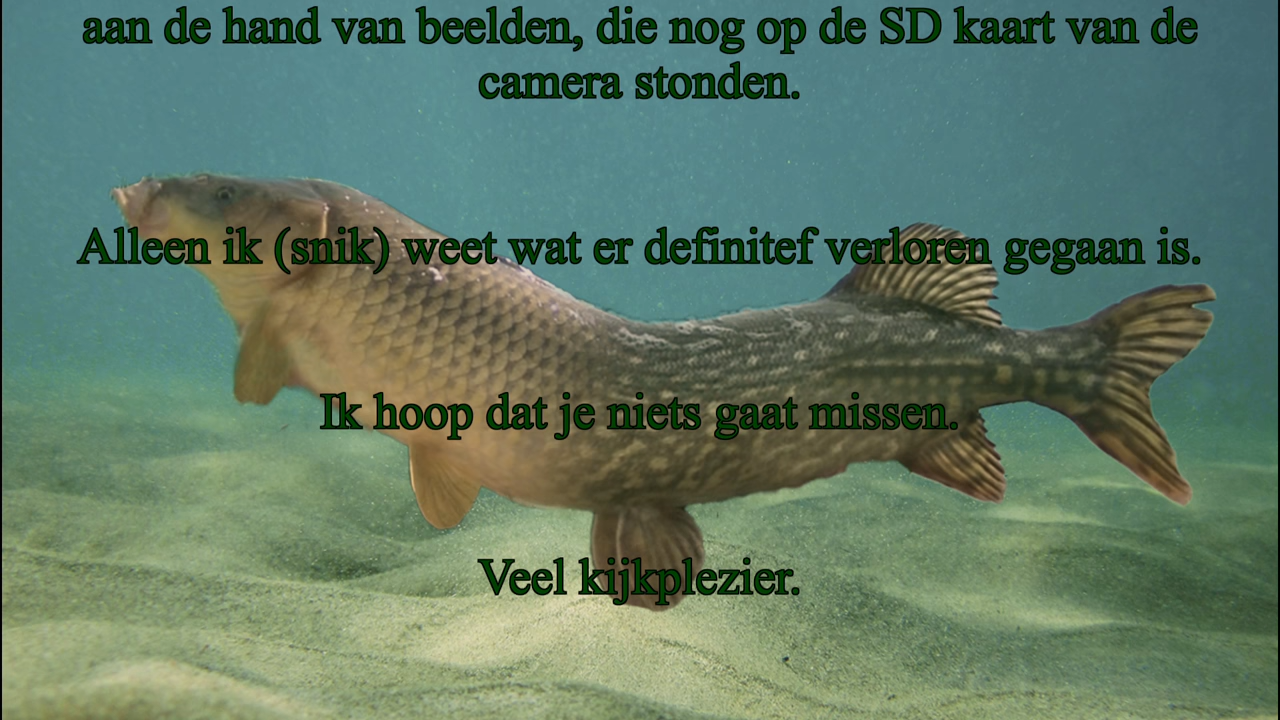 aan de hand van beelden, die nog op de SD kaart van de
camera stonden.
Alleen ik (snik) weet wat er definitef verloren gegaan is.
Ik hoop dat je niets gaat missen.
Veel kijkplezier.